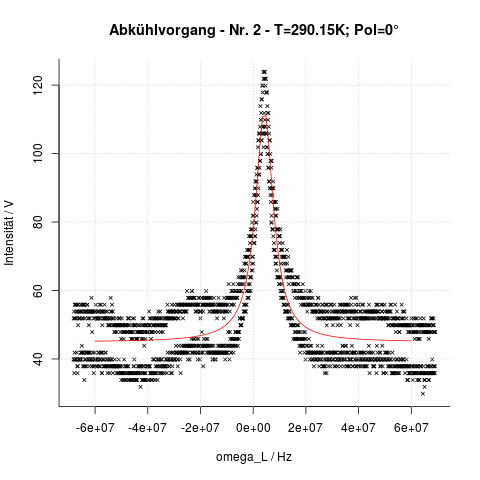 Abkühlvorgang - Nr. 2 - T=290.15K; Pol=0°
Intensität / V
120
100
80
60
40
-6e+07 -4e+07 -2e+07 0e+00 2e+07 4e+07 6e+07
omega_L / Hz